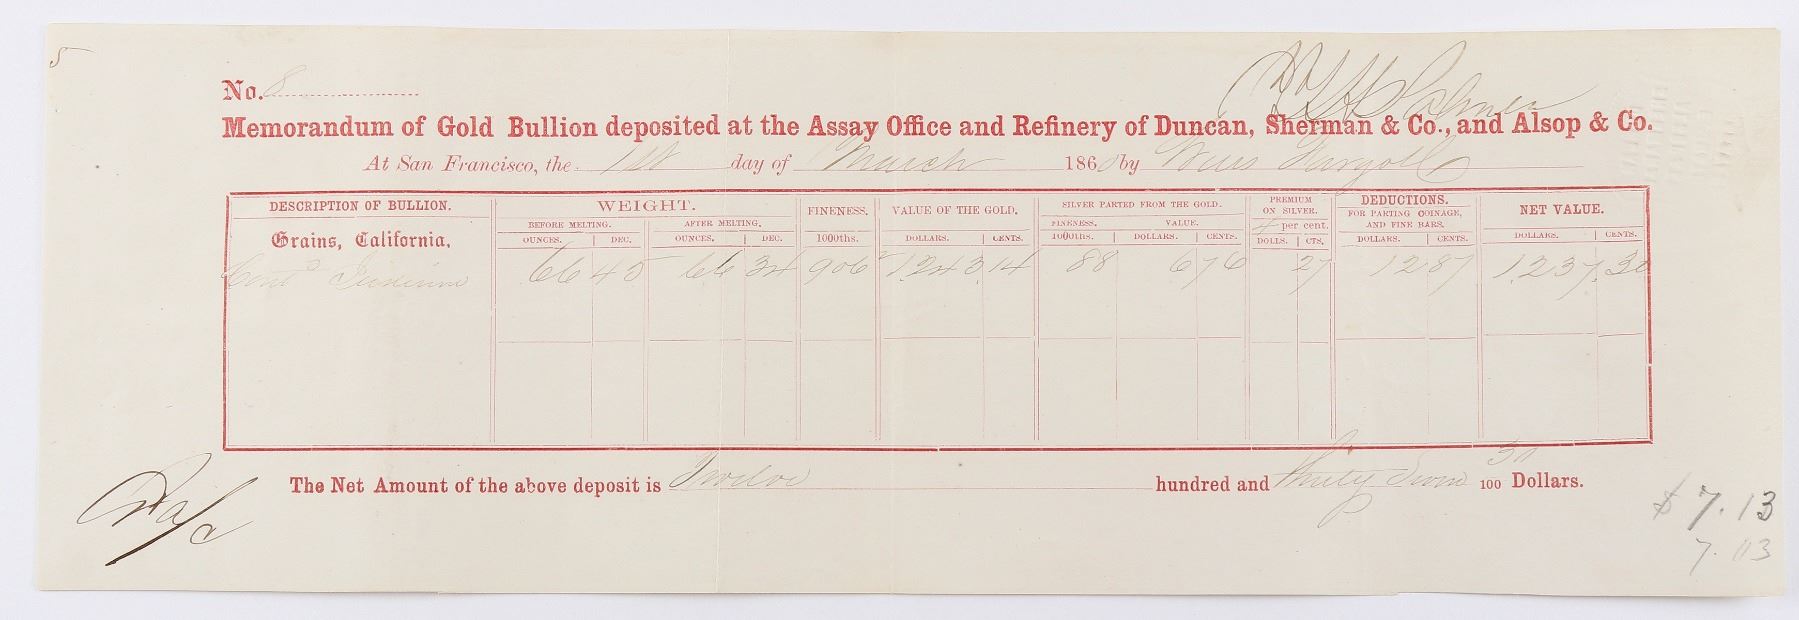 5
No. 8
Memorandum of Gold Bullion deposited at the Assay Office and Refinery of Duncan, Sherman & Co., and Alsop & Co.
At San Francisco, the 1st day of March 186 by Wells Fargo & Co
DESCRIPTION OF BULLION. WEIGHT. FINENESS. VALUE OF THE GOLD. SILVER PARTED FROM THE GOLD. PREMIUM ON SILVER. DEDUCTIONS. NET VALUE.
BEFORE MELTING. AFTER MELTING. FINENESS. VALUE. 4 per cent. FOR PARTING COINAGE, AND FINE BARS.
Grains, California, OUNCES. DEC. OUNCES. DEC. 1000ths. DOLLARS. CENTS. 1000ths. DOLLARS. CENTS. DOLLS. CTS. DOLLARS. CENTS. DOLLARS. CENTS.
66 45 66 34 906 1243 14 88 6 76 27 12 87 1237.30
The Net Amount of the above deposit is Twelve hundred and Thirty Seven 30/100 Dollars.
$7.13
7.113